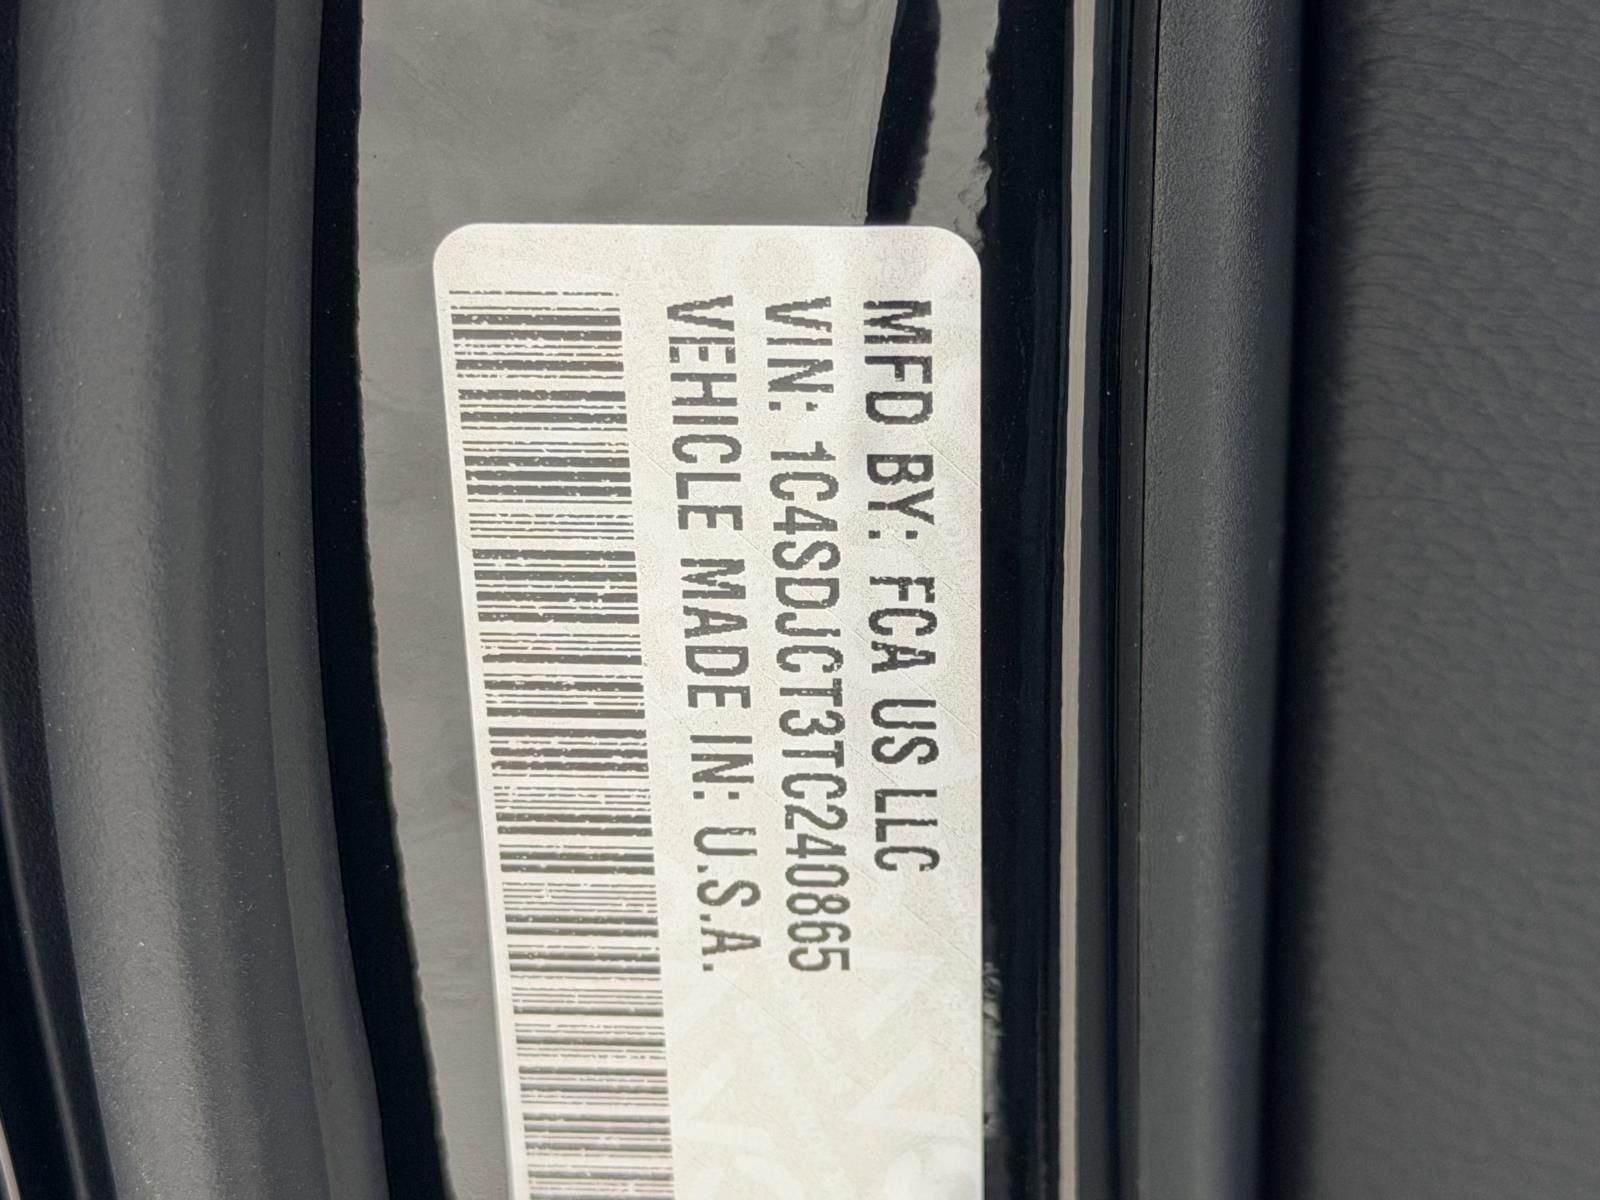 MFD BY: FCA US LLC
VIN: 1C4SDJCT3TC240865
VEHICLE MADE IN: U.S.A.